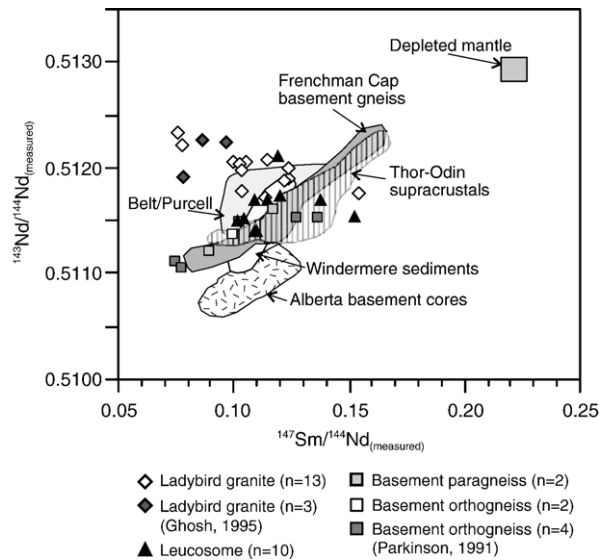 0.5130
0.5120
0.5110
0.5100
¹⁴³Nd/¹⁴⁴Nd(measured)
Depleted mantle
Frenchman Cap
basement gneiss
Thor-Odin
supracrustals
Belt/Purcell
Windermere sediments
Alberta basement cores
0.05 0.10 0.15 0.20 0.25
¹⁴⁷Sm/¹⁴⁴Nd(measured)
Ladybird granite (n=13)
Ladybird granite (n=3)
(Ghosh, 1995)
Leucosome (n=10)
Basement paragneiss (n=2)
Basement orthogneiss (n=2)
Basement orthogneiss (n=4)
(Parkinson, 1991)